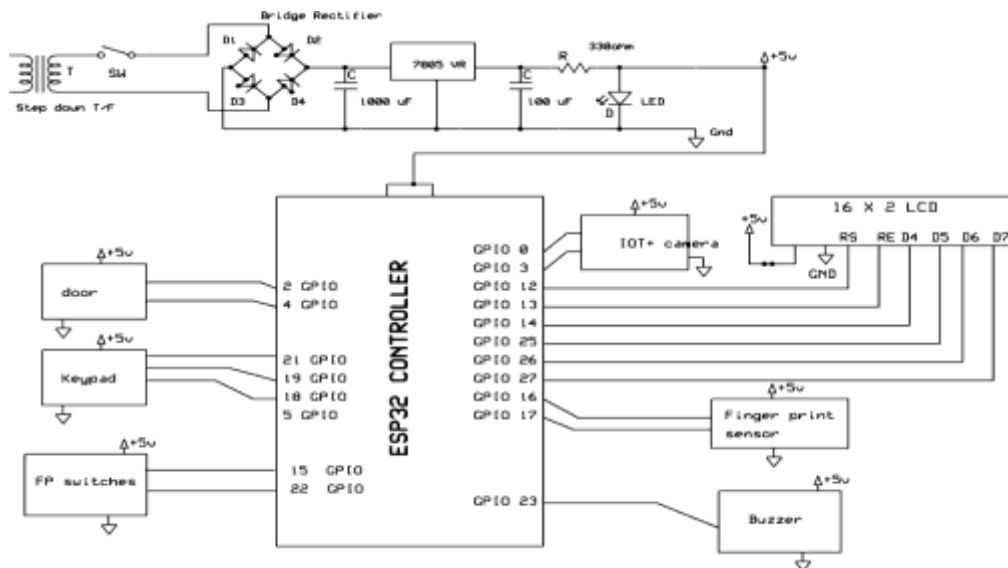 Bridge Rectifier
D1
D2
T
SW
Step down T/F
D3
D4
C
1000 uF
7805 VR
C
100 uF
R
330ohm
D
LED
+5v
Gnd
ESP32 CONTROLLER
+5v
door
2 GPIO
4 GPIO
+5v
Keypad
21 GPIO
19 GPIO
18 GPIO
5 GPIO
+5v
FP switches
15 GPIO
22 GPIO
GPIO 0
GPIO 3
GPIO 12
GPIO 13
GPIO 14
GPIO 25
GPIO 26
GPIO 27
GPIO 16
GPIO 17
GPIO 23
+5v
IOT+ camera
+5v
16 X 2 LCD
RS RE D4 D5 D6 D7
GND
+5v
Finger print
sensor
+5v
Buzzer